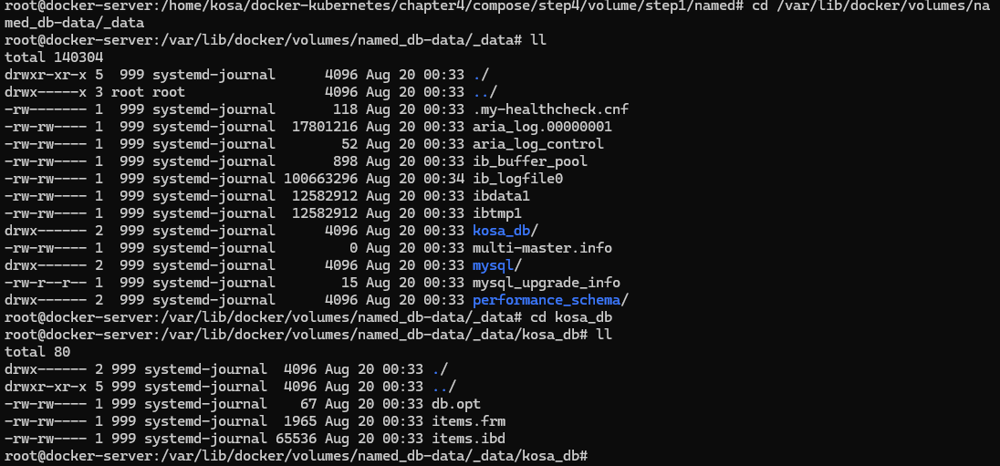 root@docker-server:/home/kosa/docker-kubernetes/chapter4/compose/step4/volume/step1/named# cd /var/lib/docker/volumes/na
med_db-data/_data
root@docker-server:/var/lib/docker/volumes/named_db-data/_data# ll
total 140304
drwxr-xr-x 5  999 systemd-journal      4096 Aug 20 00:33 ./
drwx-----x 3 root root                 4096 Aug 20 00:33 ../
-rw------- 1  999 systemd-journal       118 Aug 20 00:33 .my-healthcheck.cnf
-rw-rw---- 1  999 systemd-journal  17801216 Aug 20 00:33 aria_log.00000001
-rw-rw---- 1  999 systemd-journal        52 Aug 20 00:33 aria_log_control
-rw-rw---- 1  999 systemd-journal       898 Aug 20 00:33 ib_buffer_pool
-rw-rw---- 1  999 systemd-journal 100663296 Aug 20 00:34 ib_logfile0
-rw-rw---- 1  999 systemd-journal  12582912 Aug 20 00:33 ibdata1
-rw-rw---- 1  999 systemd-journal  12582912 Aug 20 00:33 ibtmp1
drwx------ 2  999 systemd-journal      4096 Aug 20 00:33 kosa_db/
-rw-rw---- 1  999 systemd-journal         0 Aug 20 00:33 multi-master.info
drwx------ 2  999 systemd-journal      4096 Aug 20 00:33 mysql/
-rw-r--r-- 1  999 systemd-journal        15 Aug 20 00:33 mysql_upgrade_info
drwx------ 2  999 systemd-journal      4096 Aug 20 00:33 performance_schema/
root@docker-server:/var/lib/docker/volumes/named_db-data/_data# cd kosa_db
root@docker-server:/var/lib/docker/volumes/named_db-data/_data/kosa_db# ll
total 80
drwx------ 2 999 systemd-journal  4096 Aug 20 00:33 ./
drwxr-xr-x 5 999 systemd-journal  4096 Aug 20 00:33 ../
-rw-rw---- 1 999 systemd-journal    67 Aug 20 00:33 db.opt
-rw-rw---- 1 999 systemd-journal  1965 Aug 20 00:33 items.frm
-rw-rw---- 1 999 systemd-journal 65536 Aug 20 00:33 items.ibd
root@docker-server:/var/lib/docker/volumes/named_db-data/_data/kosa_db#